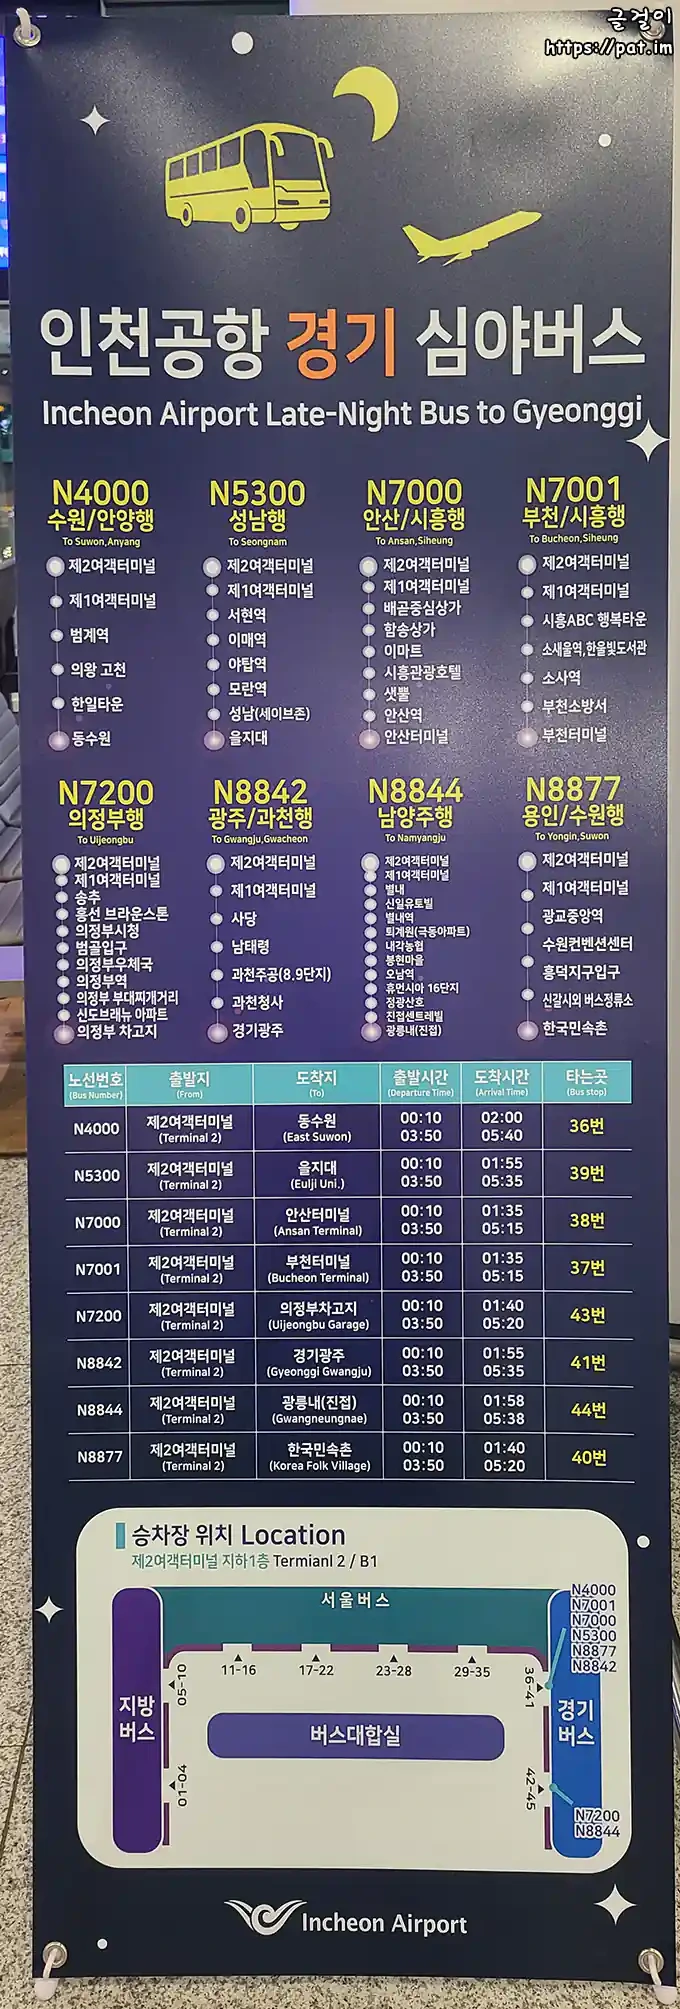 글걸이
https://pat.im
인천공항 경기 심야버스
Incheon Airport Late-Night Bus to Gyeonggi
N4000
수원/안양행
To Suwon,Anyang
제2여객터미널
제1여객터미널
범계역
의왕 고천
한일타운
동수원
N5300
성남행
To Seongnam
제2여객터미널
제1여객터미널
서현역
이매역
야탑역
모란역
성남(세이브존)
을지대
N7000
안산/시흥행
To Ansan,Siheung
제2여객터미널
제1여객터미널
배곧중심상가
함송상가
이마트
시흥관광호텔
샛뿔
안산역
안산터미널
N7001
부천/시흥행
To Bucheon,Siheung
제2여객터미널
제1여객터미널
시흥ABC 행복타운
소새울역,한울빛도서관
소사역
부천소방서
부천터미널
N7200
의정부행
To Uijeongbu
제2여객터미널
제1여객터미널
송추
흥선 브라운스톤
의정부시청
범골입구
의정부우체국
의정부역
의정부 부대찌개거리
신도브래뉴 아파트
의정부 차고지
N8842
광주/과천행
To Gwangju,Gwacheon
제2여객터미널
제1여객터미널
사당
남태령
과천주공(8.9단지)
과천청사
경기광주
N8844
남양주행
To Namyangju
제2여객터미널
제1여객터미널
별내
신일유토빌
별내역
퇴계원(극동아파트)
내각농협
봉현마을
오남역
휴먼시아 16단지
정광산호
진접센트레빌
광릉내(진접)
N8877
용인/수원행
To Yongin,Suwon
제2여객터미널
제1여객터미널
광교중앙역
수원컨벤션센터
흥덕지구입구
신갈시외 버스정류소
한국민속촌
노선번호 출발지 도착지 출발시간 도착시간 타는곳
(Bus Number) (From) (To) (Departure Time) (Arrival Time) (Bus stop)
N4000 제2여객터미널 (Terminal 2) 동수원 (East Suwon) 00:10 03:50 02:00 05:40 36번
N5300 제2여객터미널 (Terminal 2) 을지대 (Eulji Uni.) 00:10 03:50 01:55 05:35 39번
N7000 제2여객터미널 (Terminal 2) 안산터미널 (Ansan Terminal) 00:10 03:50 01:35 05:15 38번
N7001 제2여객터미널 (Terminal 2) 부천터미널 (Bucheon Terminal) 00:10 03:50 01:35 05:15 37번
N7200 제2여객터미널 (Terminal 2) 의정부차고지 (Uijeongbu Garage) 00:10 03:50 01:40 05:20 43번
N8842 제2여객터미널 (Terminal 2) 경기광주 (Gyeonggi Gwangju) 00:10 03:50 01:55 05:35 41번
N8844 제2여객터미널 (Terminal 2) 광릉내(진접) (Gwangneungnae) 00:10 03:50 01:58 05:38 44번
N8877 제2여객터미널 (Terminal 2) 한국민속촌 (Korea Folk Village) 00:10 03:50 01:40 05:20 40번
승차장 위치 Location
제2여객터미널 지하1층 Termianl 2 / B1
서울버스
N4000
N7001
N7000
N5300
N8877
N8842
05-10
11-16
17-22
23-28
29-35
36-41
지방
버스
버스대합실
경기
버스
01-04
42-45
N7200
N8844
Incheon Airport